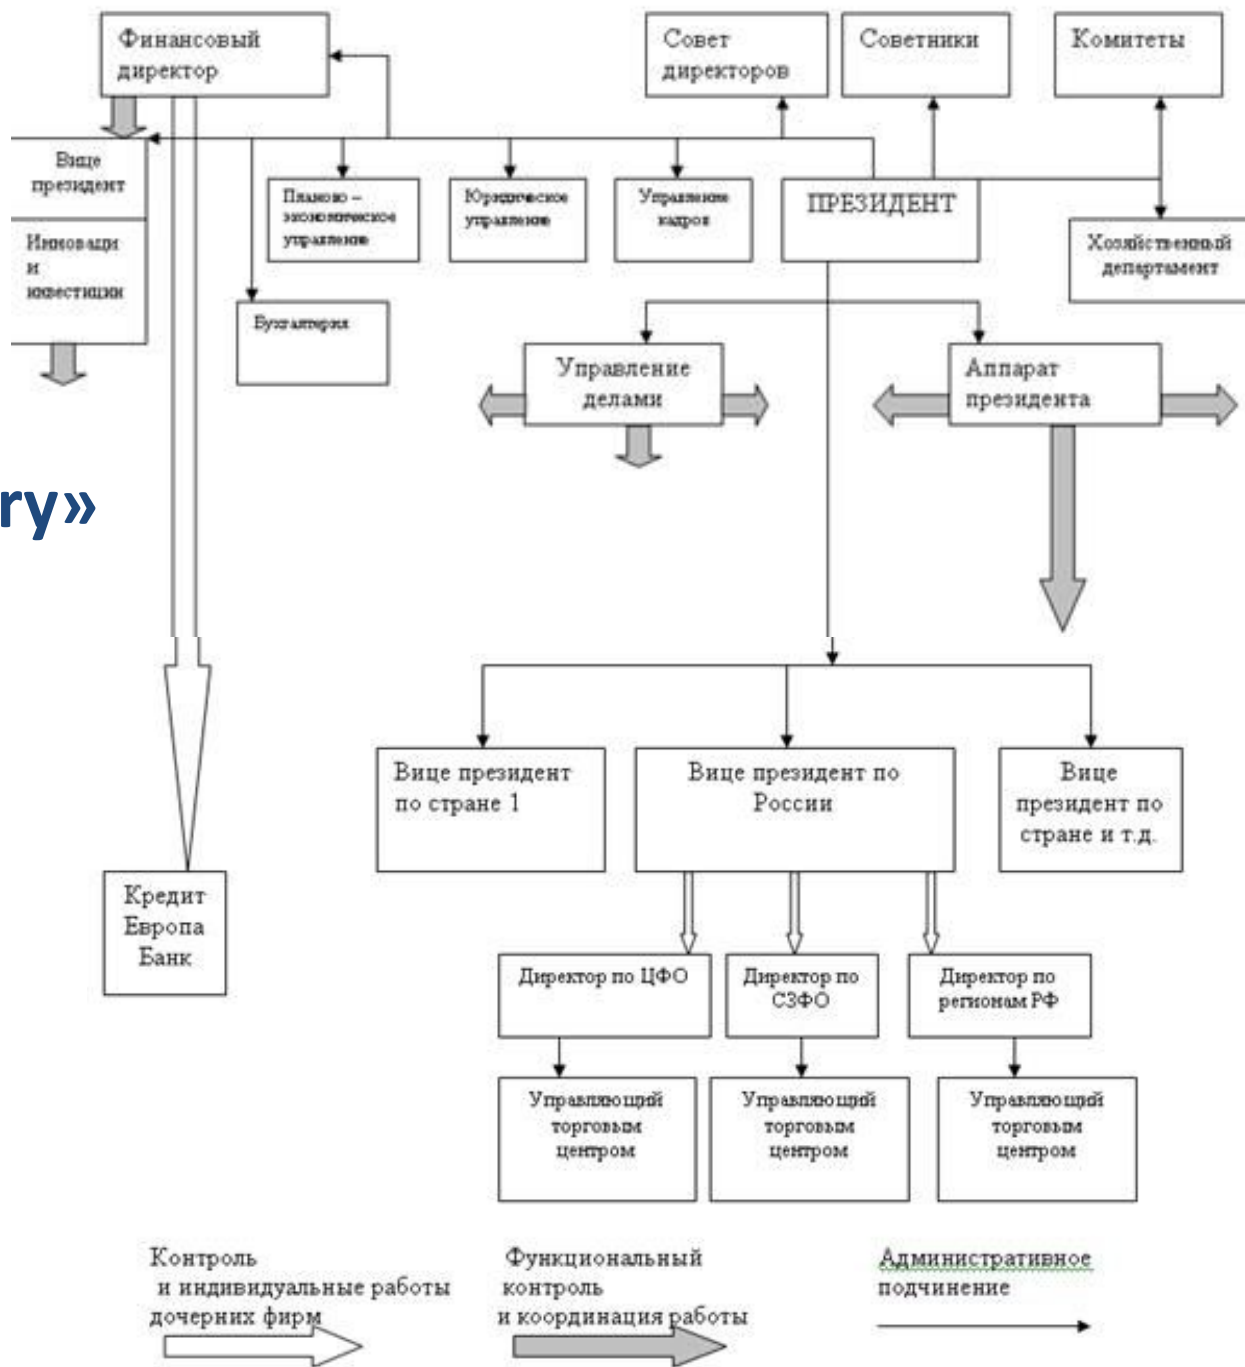 Финансовый
директор
Совет
директоров
Советники
Комитеты
Вице
президент
Инноваци
и
инвестиции
Планово –
экономическое
управление
Юридическое
управление
Управление
кадров
ПРЕЗИДЕНТ
Хозяйственный
департамент
Бухгалтерия
Управление
делами
Аппарат
президента
ry»
Вице президент
по стране 1
Вице президент по
России
Вице
президент по
стране и т.д.
Кредит
Европа
Банк
Директор по ЦФО
Директор по
СЗФО
Директор по
регионам РФ
Управляющий
торговым
центром
Управляющий
торговым
центром
Управляющий
торговым
центром
Контроль
и индивидуальные работы
дочерних фирм
Функциональный
контроль
и координация работы
Административное
подчинение